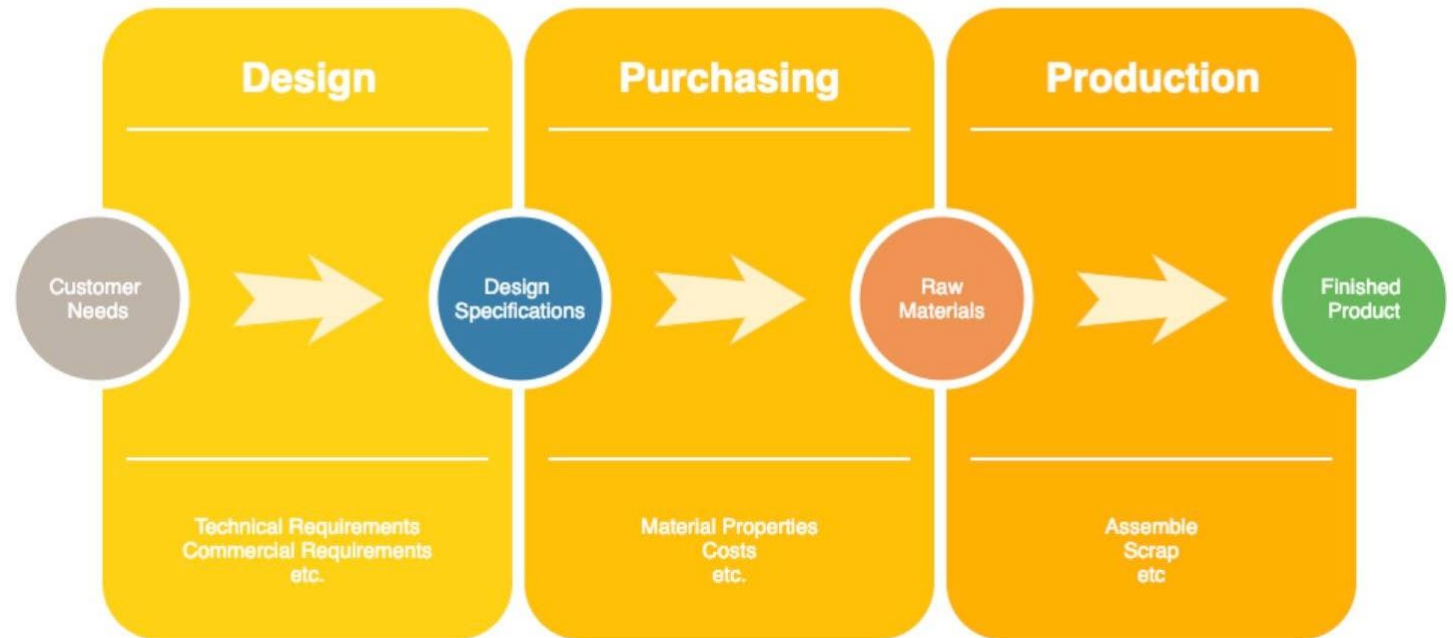 Design
Purchasing
Production
Customer
Needs
Design
Specifications
Raw
Materials
Finished
Product
Technical Requirements
Commercial Requirements
etc.
Material Properties
Costs
etc.
Assemble
Scrap
etc